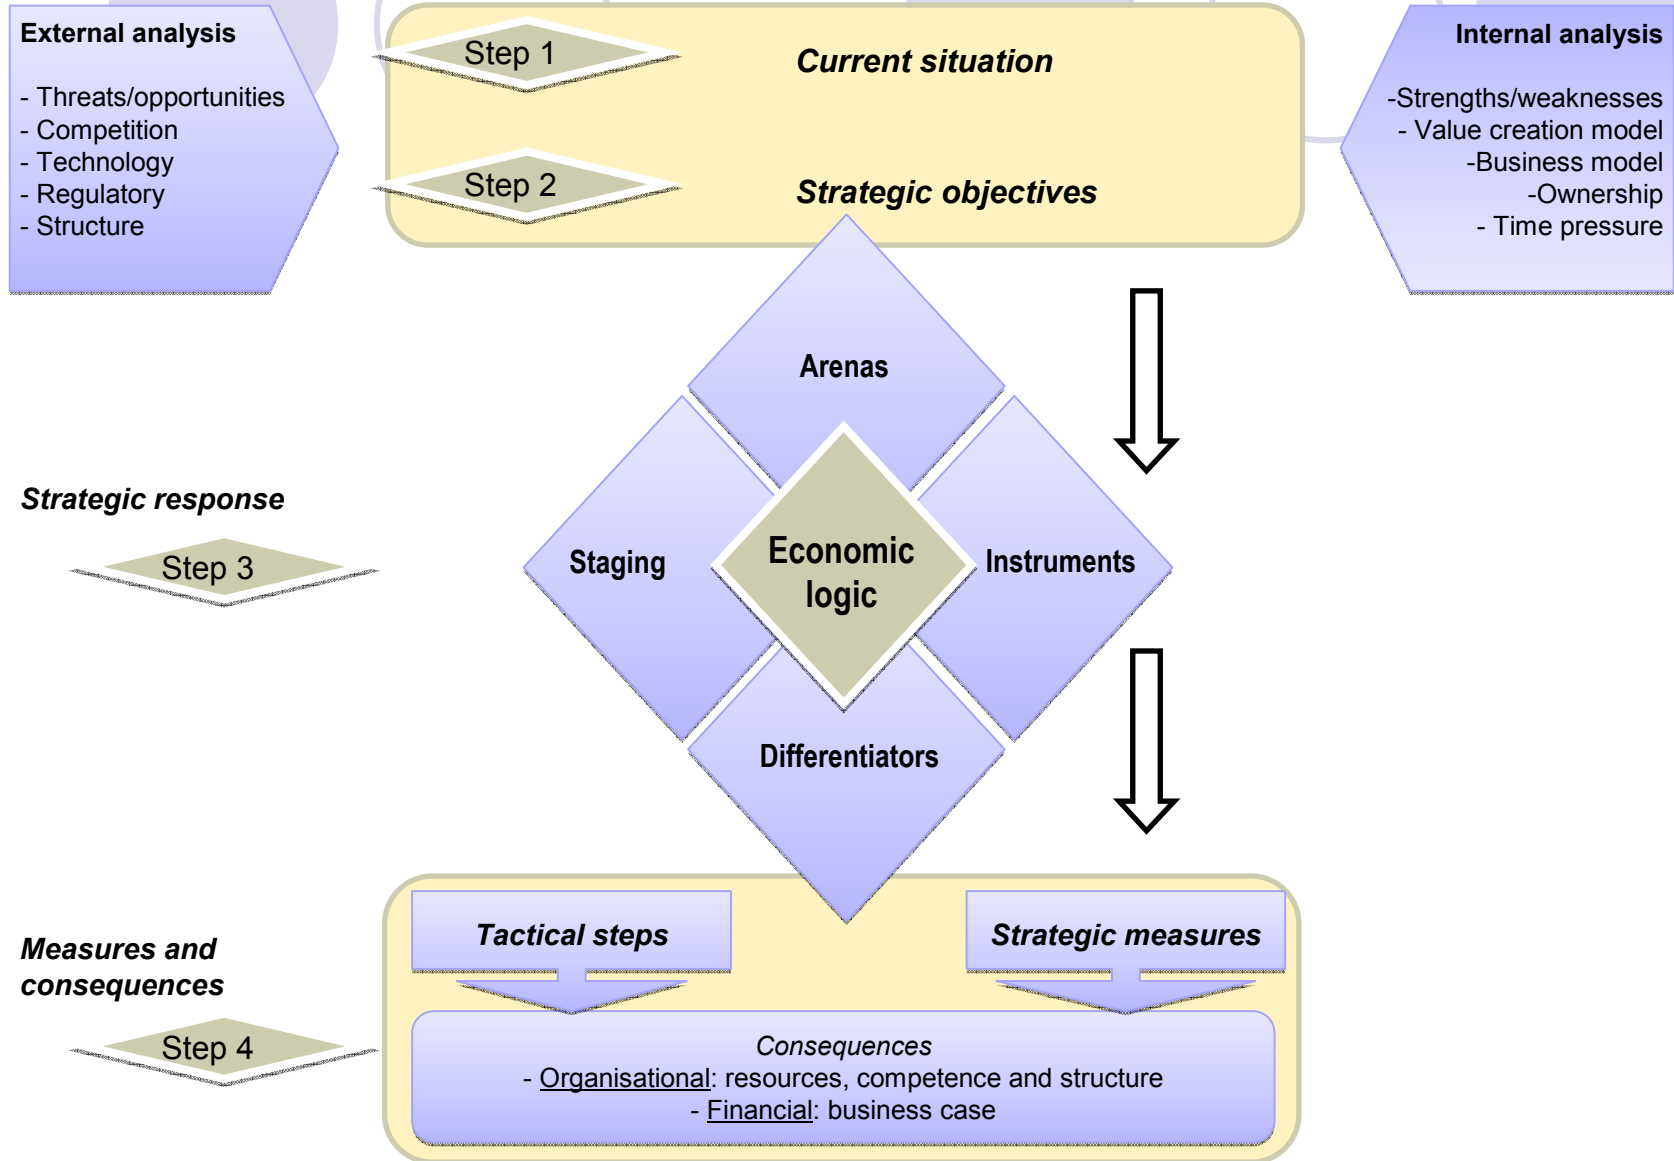 External analysis
- Threats/opportunities
- Competition
- Technology
- Regulatory
- Structure
Step 1
Current situation
Step 2
Strategic objectives
Internal analysis
-Strengths/weaknesses
- Value creation model
-Business model
-Ownership
- Time pressure
Arenas
Strategic response
Step 3
Staging
Economic
logic
Instruments
Differentiators
Measures and
consequences
Step 4
Tactical steps
Strategic measures
Consequences
- Organisational: resources, competence and structure
- Financial: business case